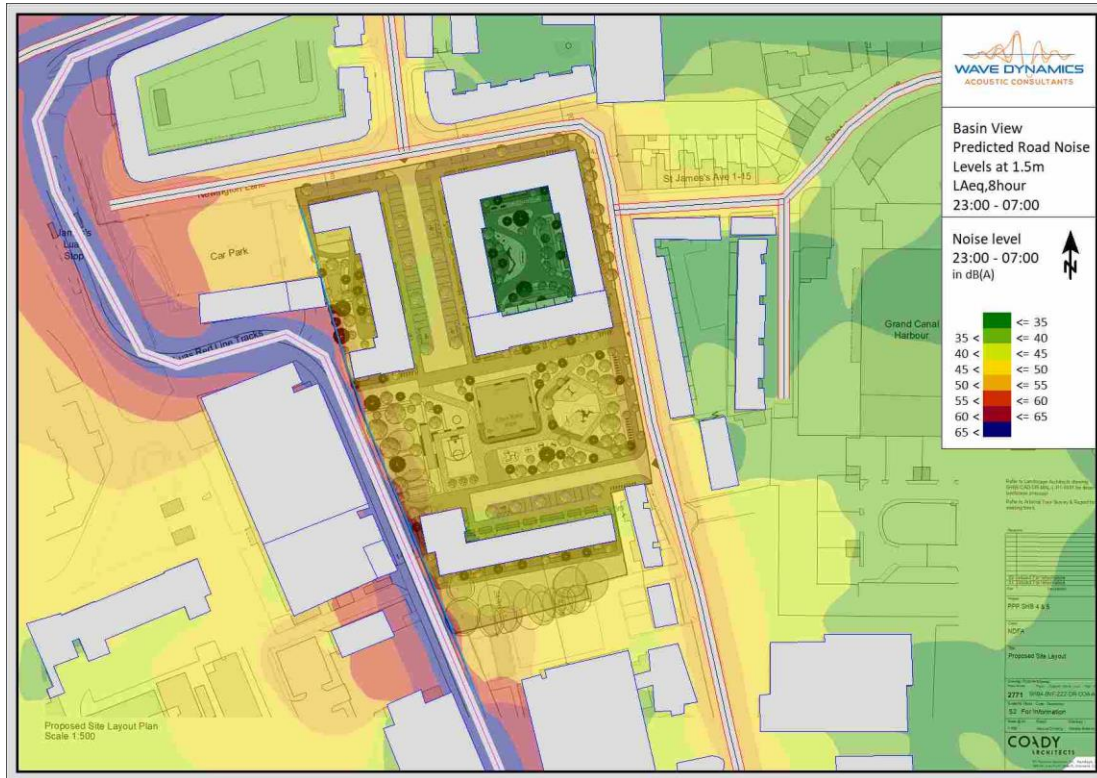 WAVE DYNAMICS
ACOUSTIC CONSULTANTS
Basin View
Predicted Road Noise
Levels at 1.5m
LAeq,8hour
23:00 - 07:00
Noise level
23:00 - 07:00
in dB(A)
N
<= 35
35 < <= 40
40 < <= 45
45 < <= 50
50 < <= 55
55 < <= 60
60 < <= 65
65 <
St James's Ave 1-15
Car Park
Stop
Red Line Tracks
Grand Canal
Harbour
PPP SHB 4 & 5
NDFA
Proposed Site Layout
2771
S2 For Information
COADY
ARCHITECTS
Proposed Site Layout Plan
Scale 1:500